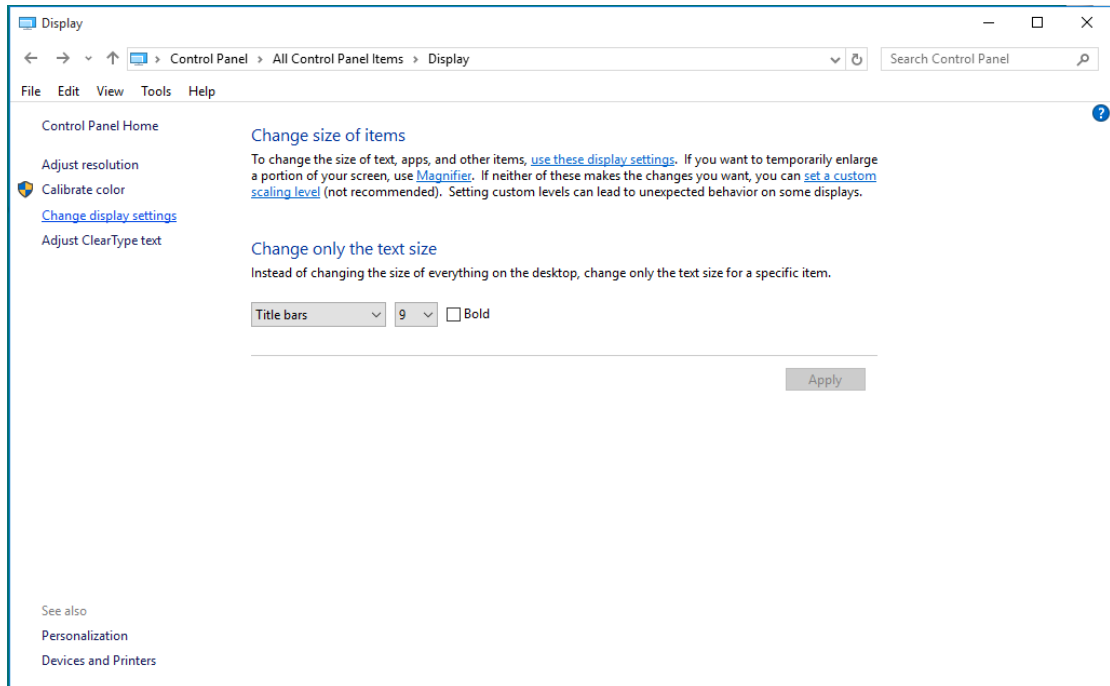 Display
Control Panel > All Control Panel Items > Display
Search Control Panel
File Edit View Tools Help
?
Control Panel Home
Adjust resolution
Calibrate color
Change display settings
Adjust ClearType text
Change size of items
To change the size of text, apps, and other items, use these display settings. If you want to temporarily enlarge
a portion of your screen, use Magnifier. If neither of these makes the changes you want, you can set a custom
scaling level (not recommended). Setting custom levels can lead to unexpected behavior on some displays.
Change only the text size
Instead of changing the size of everything on the desktop, change only the text size for a specific item.
Title bars 9 Bold
Apply
See also
Personalization
Devices and Printers